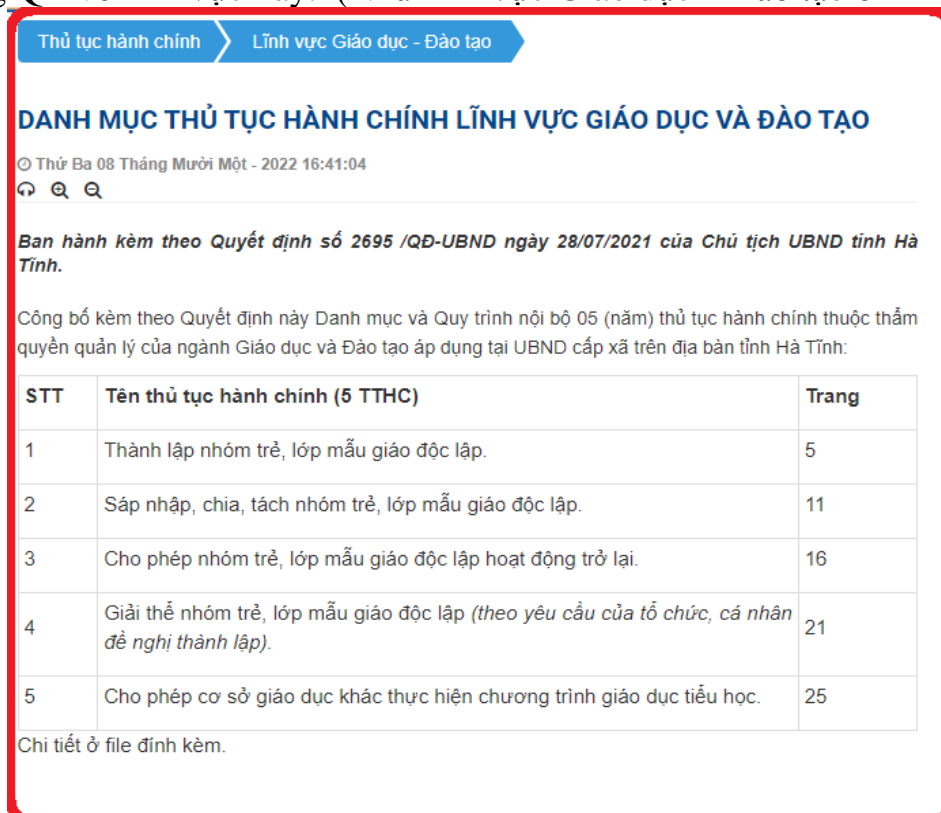 Thủ tục hành chính Lĩnh vực Giáo dục - Đào tạo
DANH MỤC THỦ TỤC HÀNH CHÍNH LĨNH VỰC GIÁO DỤC VÀ ĐÀO TẠO
Thứ Ba 08 Tháng Mười Một - 2022 16:41:04
Ban hành kèm theo Quyết định số 2695 /QĐ-UBND ngày 28/07/2021 của Chủ tịch UBND tỉnh Hà
Tĩnh.
Công bố kèm theo Quyết định này Danh mục và Quy trình nội bộ 05 (năm) thủ tục hành chính thuộc thẩm
quyền quản lý của ngành Giáo dục và Đào tạo áp dụng tại UBND cấp xã trên địa bàn tỉnh Hà Tĩnh:
STT Tên thủ tục hành chính (5 TTHC) Trang
1 Thành lập nhóm trẻ, lớp mẫu giáo độc lập. 5
2 Sáp nhập, chia, tách nhóm trẻ, lớp mẫu giáo độc lập. 11
3 Cho phép nhóm trẻ, lớp mẫu giáo độc lập hoạt động trở lại. 16
4 Giải thể nhóm trẻ, lớp mẫu giáo độc lập (theo yêu cầu của tổ chức, cá nhân
đề nghị thành lập). 21
5 Cho phép cơ sở giáo dục khác thực hiện chương trình giáo dục tiểu học. 25
Chi tiết ở file đính kèm.